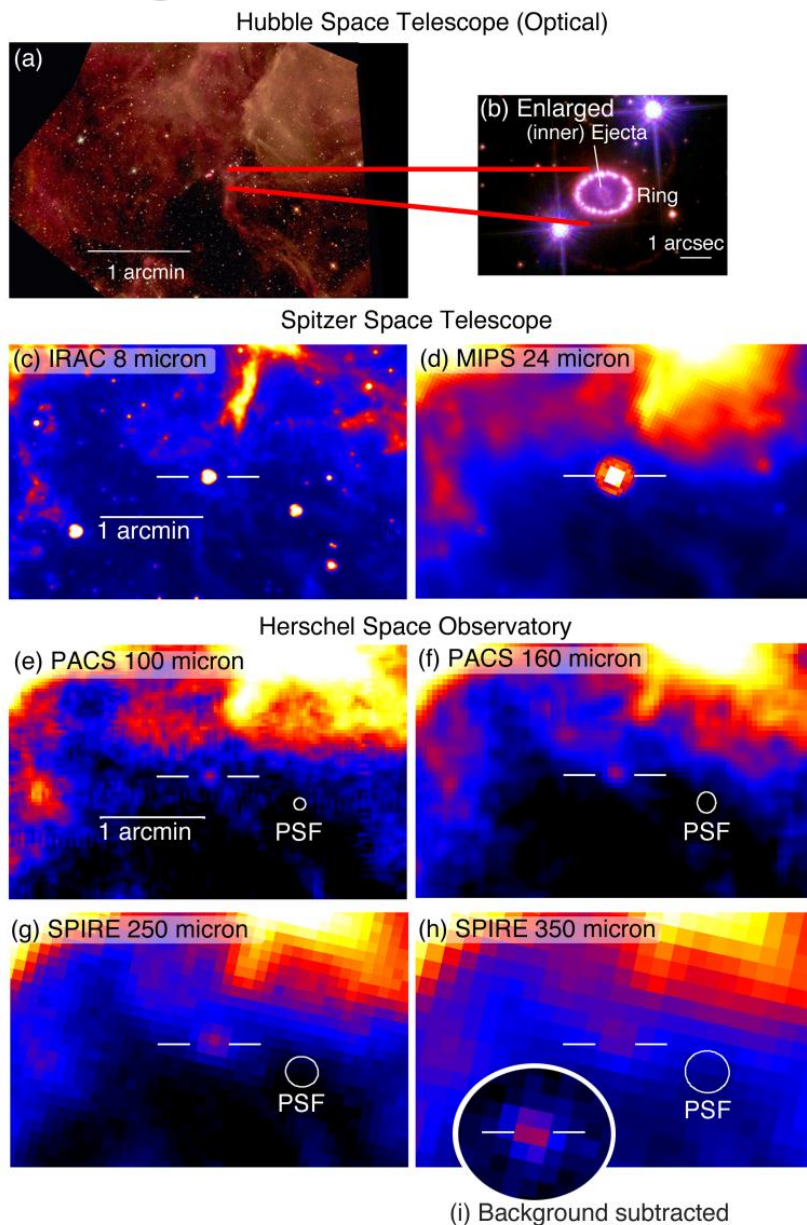 Hubble Space Telescope (Optical)
(a)
1 arcmin
(b) Enlarged
(inner) Ejecta
Ring
1 arcsec
Spitzer Space Telescope
(c) IRAC 8 micron
1 arcmin
(d) MIPS 24 micron
Herschel Space Observatory
(e) PACS 100 micron
1 arcmin
PSF
(f) PACS 160 micron
PSF
(g) SPIRE 250 micron
PSF
(h) SPIRE 350 micron
PSF
(i) Background subtracted